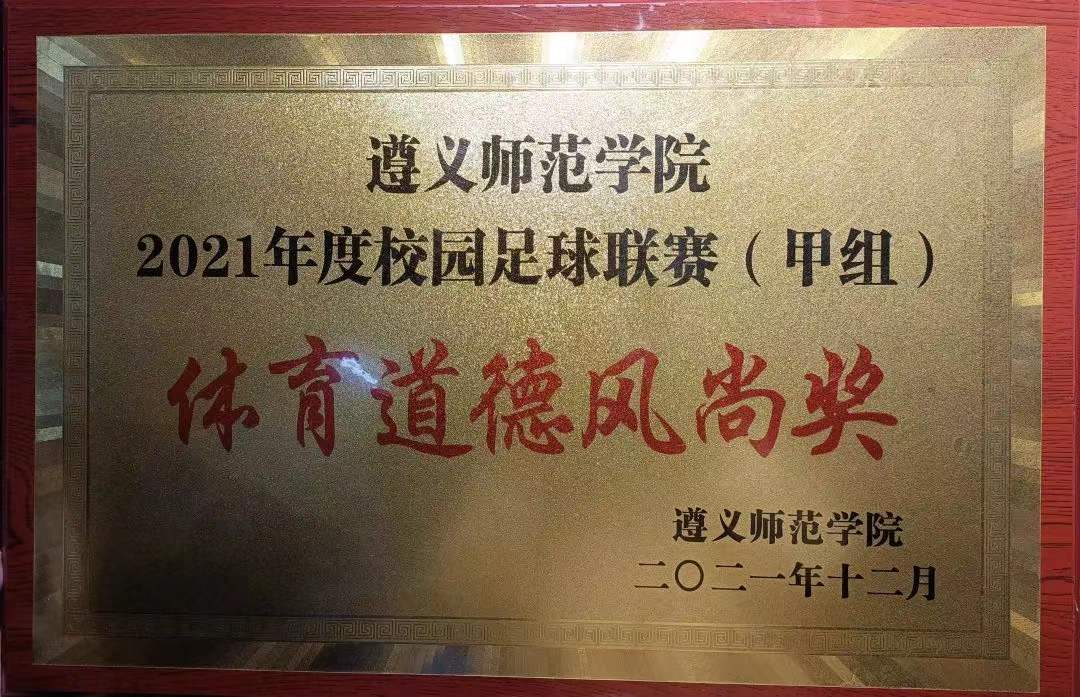 遵义师范学院
2021年度校园足球联赛（甲组）
体育道德风尚奖
遵义师范学院
二〇二一年十二月